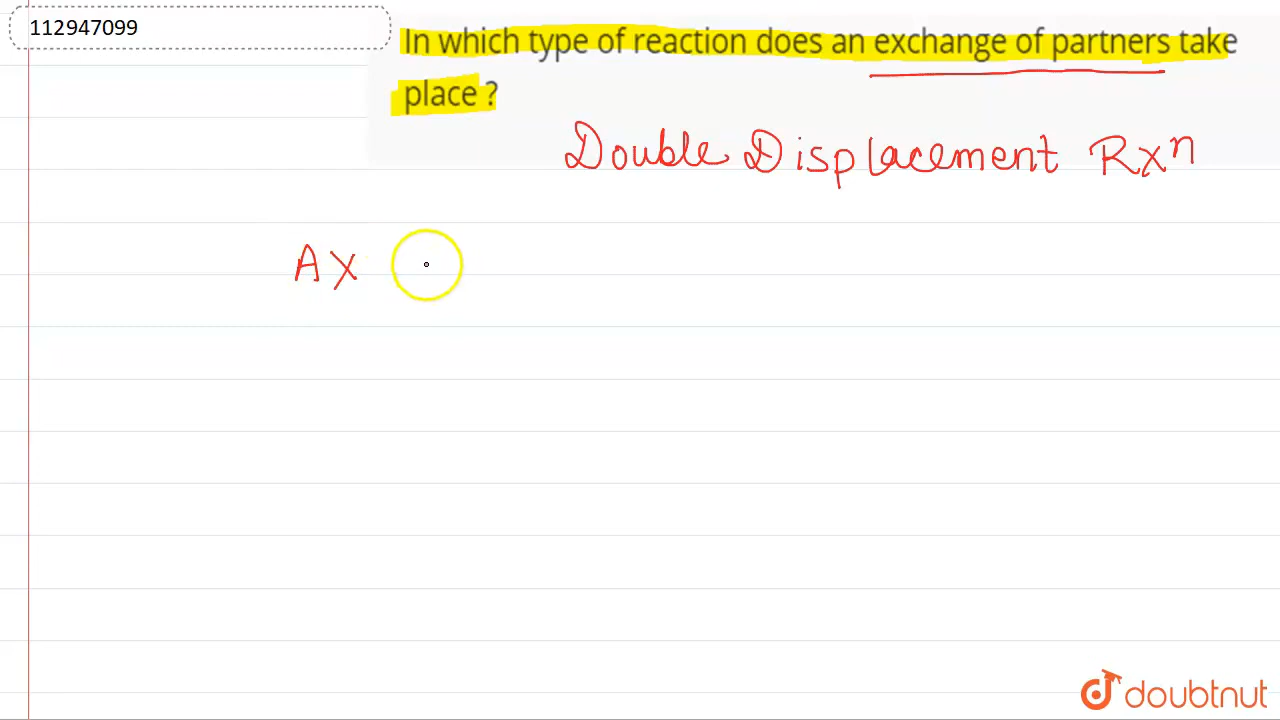 112947099
In which type of reaction does an exchange of partners take
place ?
Double Displacement Rxⁿ
AX
doubtnut